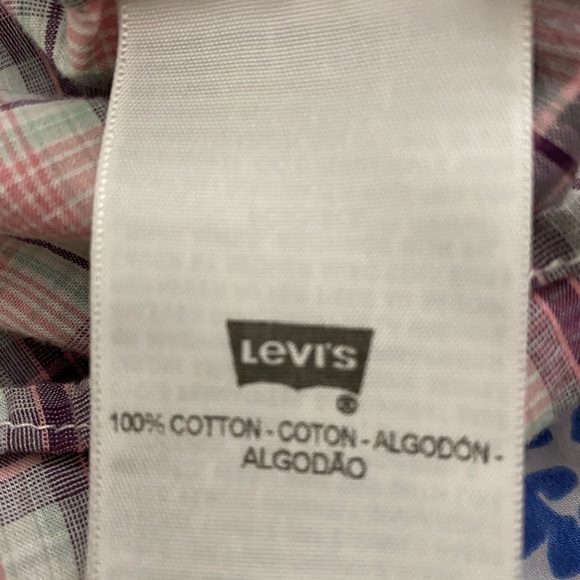 Levi's
®
100% COTTON - COTON - ALGODÓN -
ALGODÃO